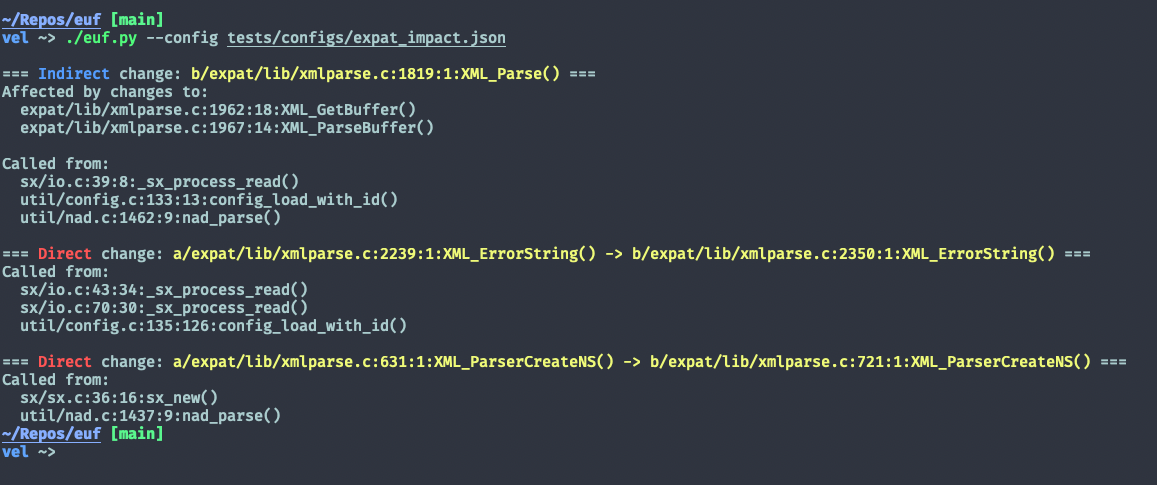 ~/Repos/euf [main]
vel ~> ./euf.py --config tests/configs/expat_impact.json
=== Indirect change: b/expat/lib/xmlparse.c:1819:1:XML_Parse() ===
Affected by changes to:
  expat/lib/xmlparse.c:1962:18:XML_GetBuffer()
  expat/lib/xmlparse.c:1967:14:XML_ParseBuffer()
Called from:
  sx/io.c:39:8:_sx_process_read()
  util/config.c:133:13:config_load_with_id()
  util/nad.c:1462:9:nad_parse()
=== Direct change: a/expat/lib/xmlparse.c:2239:1:XML_ErrorString() -> b/expat/lib/xmlparse.c:2350:1:XML_ErrorString() ===
Called from:
  sx/io.c:43:34:_sx_process_read()
  sx/io.c:70:30:_sx_process_read()
  util/config.c:135:126:config_load_with_id()
=== Direct change: a/expat/lib/xmlparse.c:631:1:XML_ParserCreateNS() -> b/expat/lib/xmlparse.c:721:1:XML_ParserCreateNS() ===
Called from:
  sx/sx.c:36:16:sx_new()
  util/nad.c:1437:9:nad_parse()
~/Repos/euf [main]
vel ~>